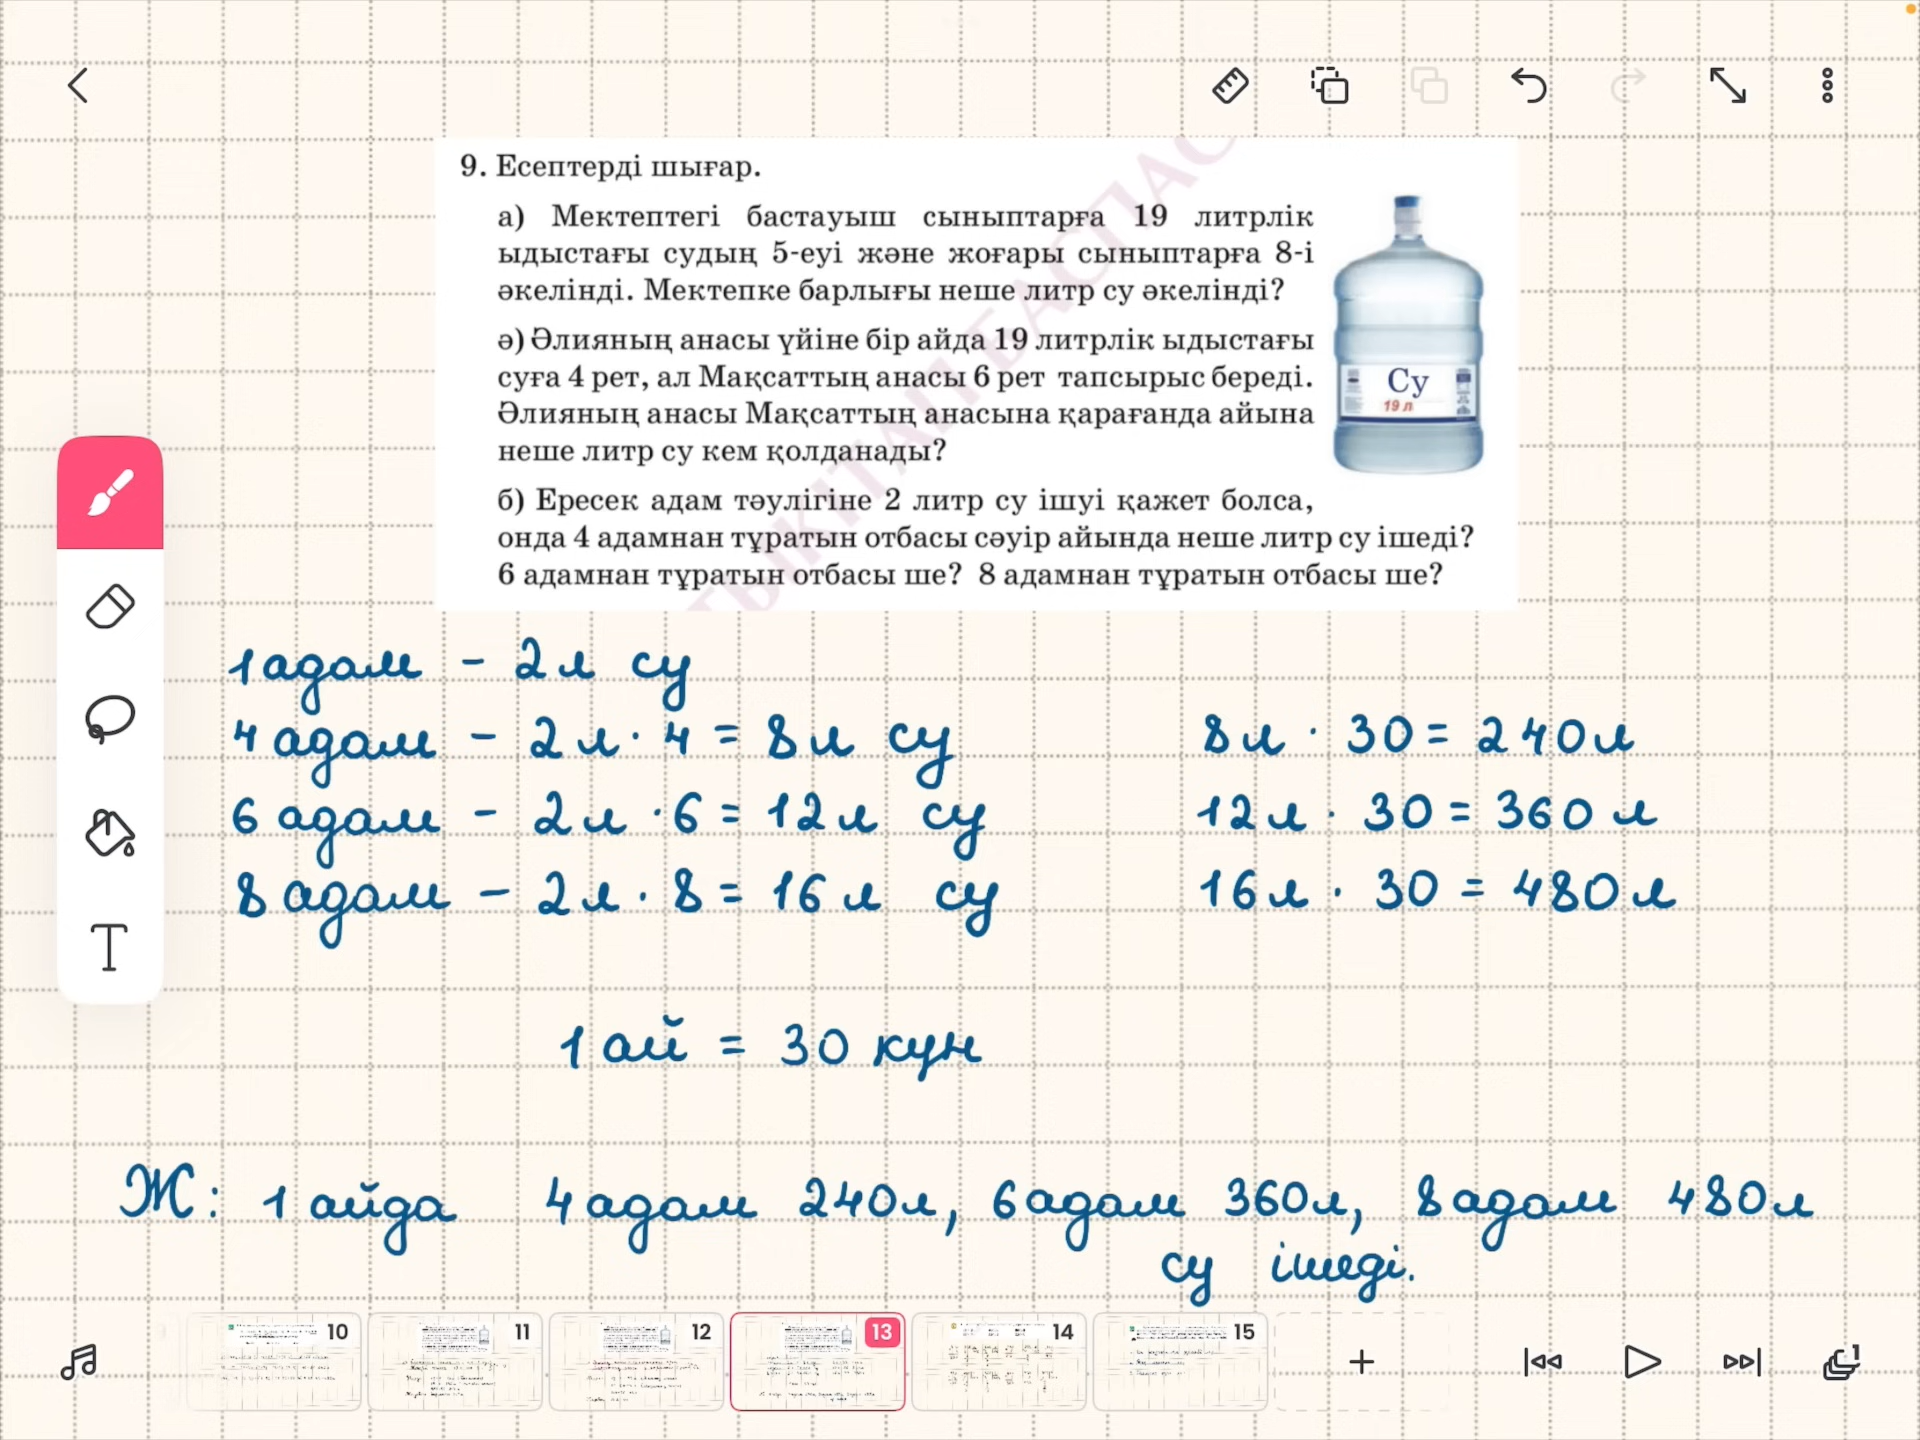 9. Есептерді шығар.
а) Мектептегі бастауыш сыныптарға 19 литрлік
ыдыстағы судың 5-еуі және жоғары сыныптарға 8-і
әкелінді. Мектепке барлығы неше литр су әкелінді?
ә) Әлияның анасы үйіне бір айда 19 литрлік ыдыстағы
суға 4 рет, ал Мақсаттың анасы 6 рет тапсырыс береді.
Әлияның анасы Мақсаттың анасына қарағанда айына
неше литр су кем қолданады?
б) Ересек адам тәулігіне 2 литр су ішуі қажет болса,
онда 4 адамнан тұратын отбасы сәуір айында неше литр су ішеді?
6 адамнан тұратын отбасы ше? 8 адамнан тұратын отбасы ше?
Су
19 л
1 адам - 2 л су
4 адам - 2 л · 4 = 8 л су
8 л · 30 = 240 л
6 адам - 2 л · 6 = 12 л су
12 л · 30 = 360 л
8 адам - 2 л · 8 = 16 л су
16 л · 30 = 480 л
1 ай = 30 күн
Ж: 1 айда 4 адам 240 л, 6 адам 360 л, 8 адам 480 л
су ішеді.
T
10
11
12
13
14
15
+
1